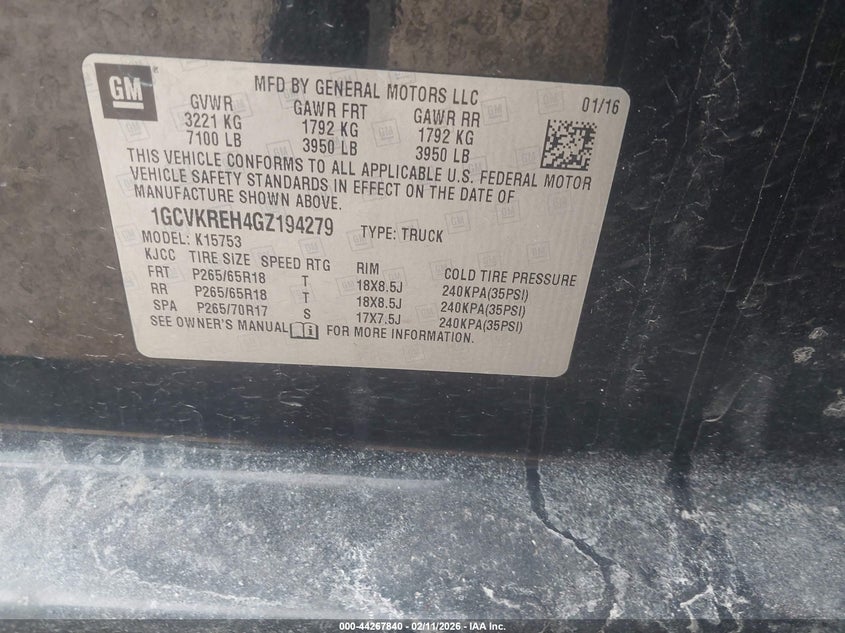 GM
MFD BY GENERAL MOTORS LLC
01/16
GVWR GAWR FRT GAWR RR
3221 KG 1792 KG 1792 KG
7100 LB 3950 LB 3950 LB
THIS VEHICLE CONFORMS TO ALL APPLICABLE U.S. FEDERAL MOTOR
VEHICLE SAFETY STANDARDS IN EFFECT ON THE DATE OF
MANUFACTURE SHOWN ABOVE.
1GCVKREH4GZ194279 TYPE: TRUCK
MODEL: K15753
KJCC TIRE SIZE SPEED RTG RIM COLD TIRE PRESSURE
FRT P265/65R18 T 18X8.5J 240KPA(35PSI)
RR P265/65R18 T 18X8.5J 240KPA(35PSI)
SPA P265/70R17 S 17X7.5J 240KPA(35PSI)
SEE OWNER'S MANUAL FOR MORE INFORMATION.
000-44267840 - 02/11/2026 - IAA Inc.